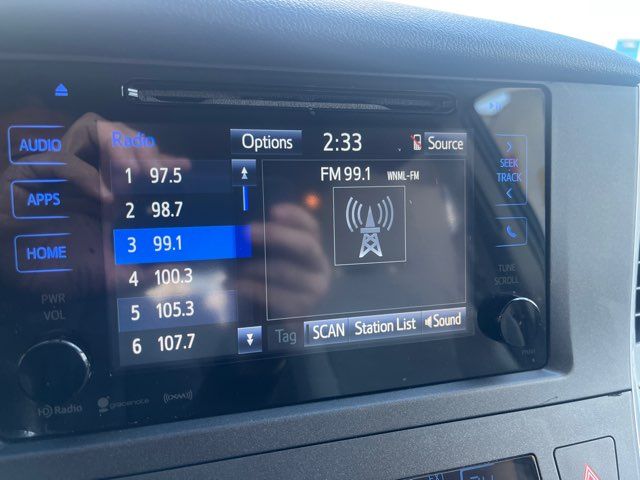 AUDIO
APPS
HOME
PWR
VOL
HD Radio
gracenote
((XM))
Radio
Options
2:33
Source
1 97.5
2 98.7
3 99.1
4 100.3
5 105.3
6 107.7
FM 99.1 WNML-FM
Tag
SCAN
Station List
Sound
SEEK
TRACK
TUNE
SCROLL